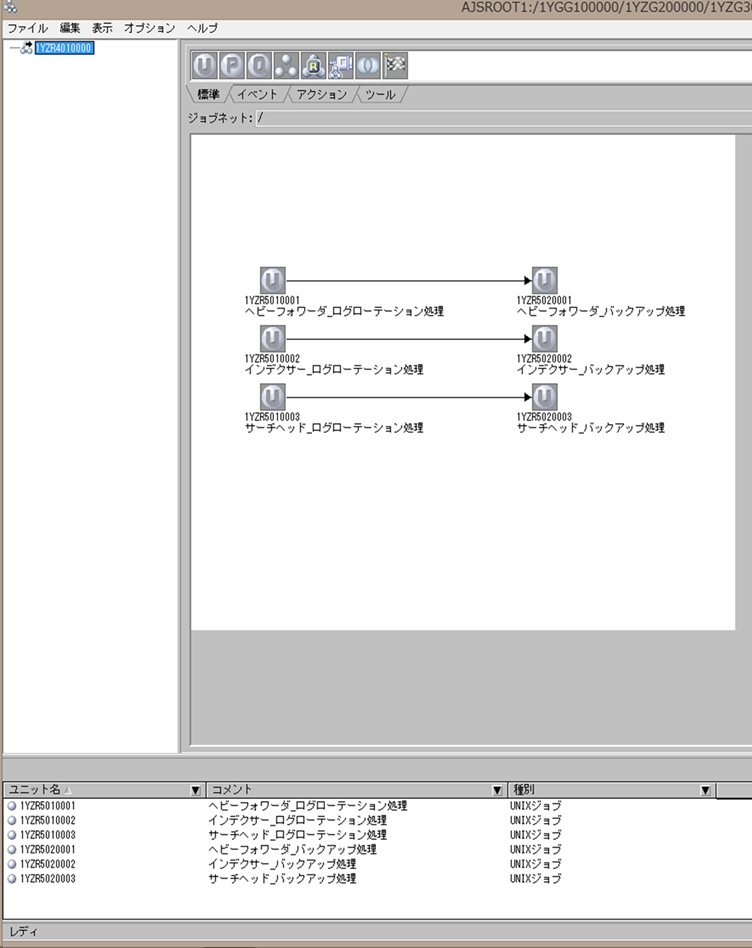 AJSROOT1:/1YGG100000/1YZG200000/1YZG3
ファイル 編集 表示 オプション ヘルプ
1YZR4010000
標準 イベント アクション ツール
ジョブネット: /
1YZR5010001 1YZR5020001
ヘビーフォワーダ_ログローテーション処理 ヘビーフォワーダ_バックアップ処理
1YZR5010002 1YZR5020002
インデクサー_ログローテーション処理 インデクサー_バックアップ処理
1YZR5010003 1YZR5020003
サーチヘッド_ログローテーション処理 サーチヘッド_バックアップ処理
ユニット名 コメント 種別
1YZR5010001 ヘビーフォワーダ_ログローテーション処理 UNIXジョブ
1YZR5010002 インデクサー_ログローテーション処理 UNIXジョブ
1YZR5010003 サーチヘッド_ログローテーション処理 UNIXジョブ
1YZR5020001 ヘビーフォワーダ_バックアップ処理 UNIXジョブ
1YZR5020002 インデクサー_バックアップ処理 UNIXジョブ
1YZR5020003 サーチヘッド_バックアップ処理 UNIXジョブ
レディ